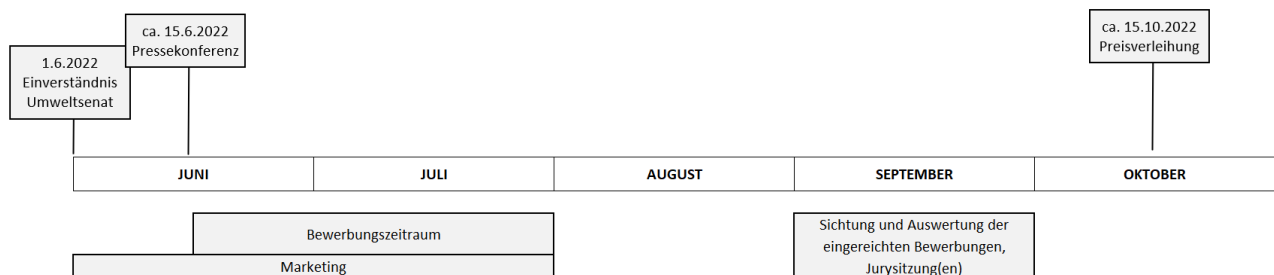 ca. 15.6.2022
Pressekonferenz
ca. 15.10.2022
Preisverleihung
1.6.2022
Einverständnis
Umweltsenat
JUNI
JULI
AUGUST
SEPTEMBER
OKTOBER
Bewerbungszeitraum
Marketing
Sichtung und Auswertung der
eingereichten Bewerbungen,
Jurysitzung(en)